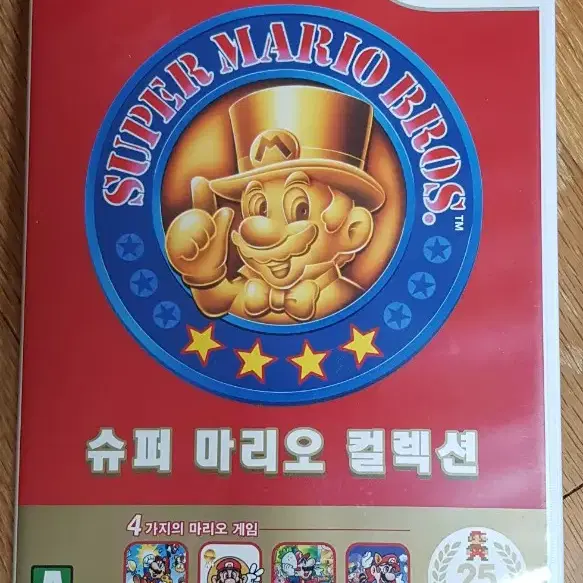 SUPER MARIO BROS.™
M
슈퍼 마리오 컬렉션
4가지의 마리오 게임
25
A